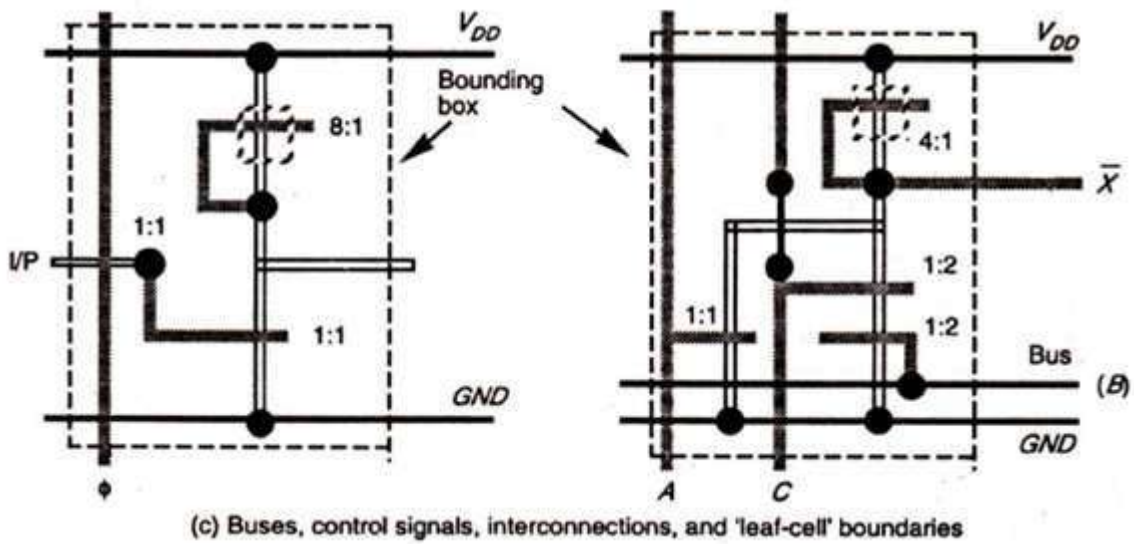 V_DD
8:1
1:1
I/P
1:1
GND
ϕ
Bounding
box
V_DD
4:1
X̅
1:2
1:1
1:2
Bus
(B)
GND
A
C
(c) Buses, control signals, interconnections, and 'leaf-cell' boundaries